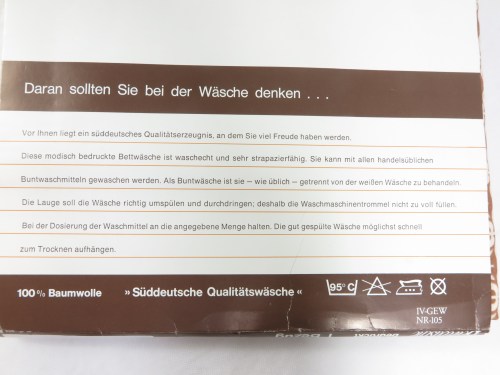 Daran sollten Sie bei der Wäsche denken . . .
Vor Ihnen liegt ein süddeutsches Qualitätserzeugnis, an dem Sie viel Freude haben werden.
Diese modisch bedruckte Bettwäsche ist waschecht und sehr strapazierfähig. Sie kann mit allen handelsüblichen
Buntwaschmitteln gewaschen werden. Als Buntwäsche ist sie – wie üblich – getrennt von der weißen Wäsche zu behandeln.
Die Lauge soll die Wäsche richtig umspülen und durchdringen; deshalb die Waschmaschinentrommel nicht zu voll füllen.
Bei der Dosierung der Waschmittel an die angegebene Menge halten. Die gut gespülte Wäsche möglichst schnell
zum Trocknen aufhängen.
100% Baumwolle »Süddeutsche Qualitätswäsche« 95° C
IV-GEW
NR-105